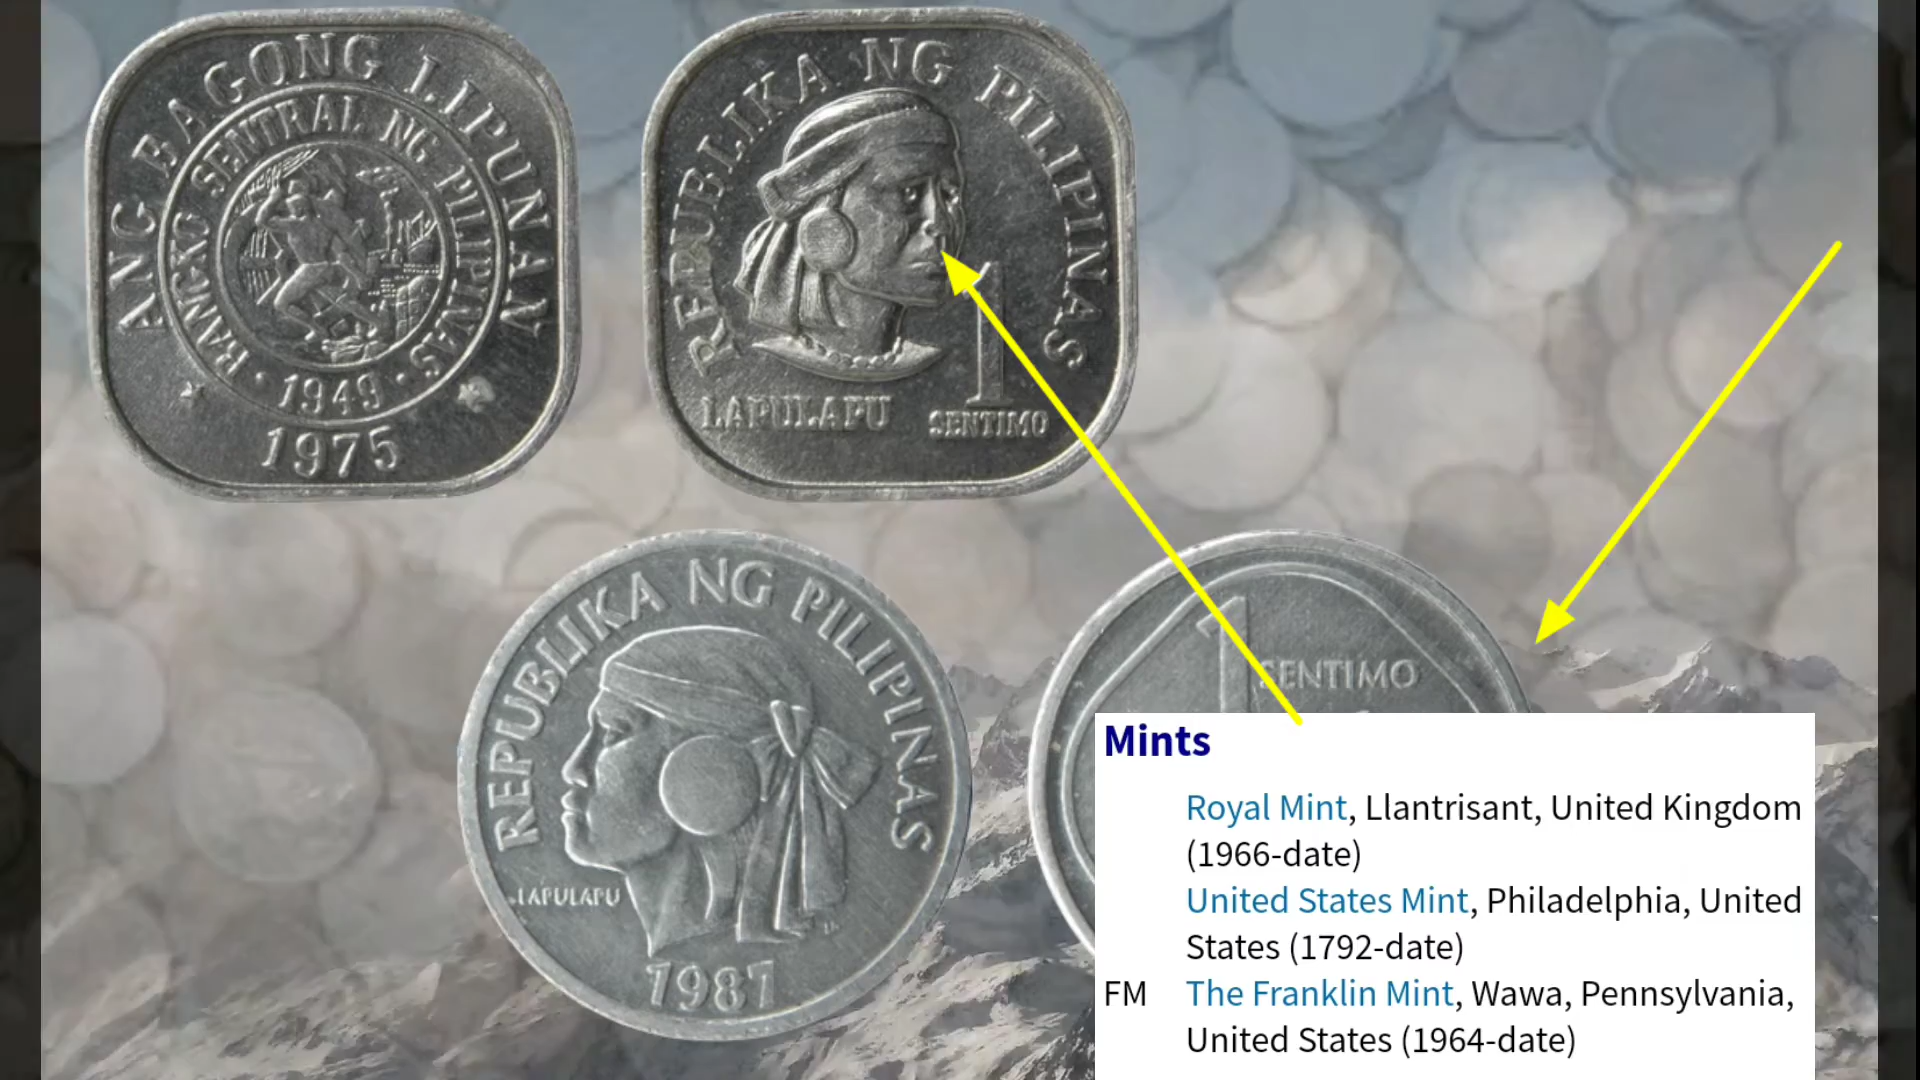 ANG BAGONG LIPUNAN
BANGKO SENTRAL NG PILIPINAS
· 1949 ·
1975
REPUBLIKA NG PILIPINAS
LAPULAPU
1
SENTIMO
REPUBLIKA NG PILIPINAS
LAPULAPU
1987
1 SENTIMO
Mints
Royal Mint, Llantrisant, United Kingdom
(1966-date)
United States Mint, Philadelphia, United
States (1792-date)
FM The Franklin Mint, Wawa, Pennsylvania,
United States (1964-date)